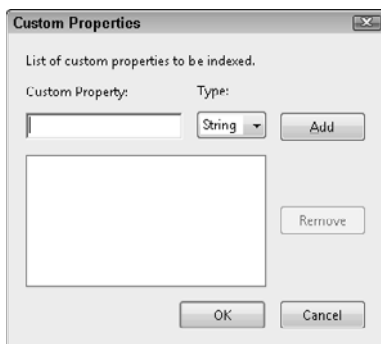 Custom Properties
List of custom properties to be indexed.
Custom Property: Type:
String Add
Remove
OK Cancel